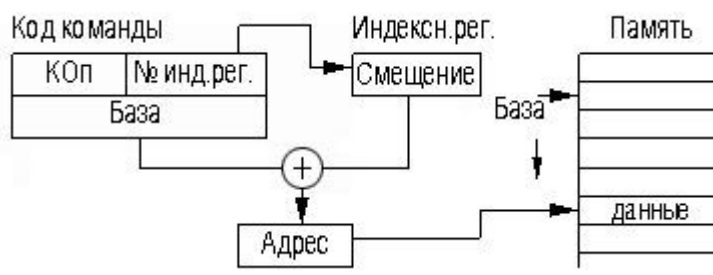 Код команды
Индексн.рег.
Память
КОп
№ инд.рег.
Смещение
База
База
+
данные
Адрес